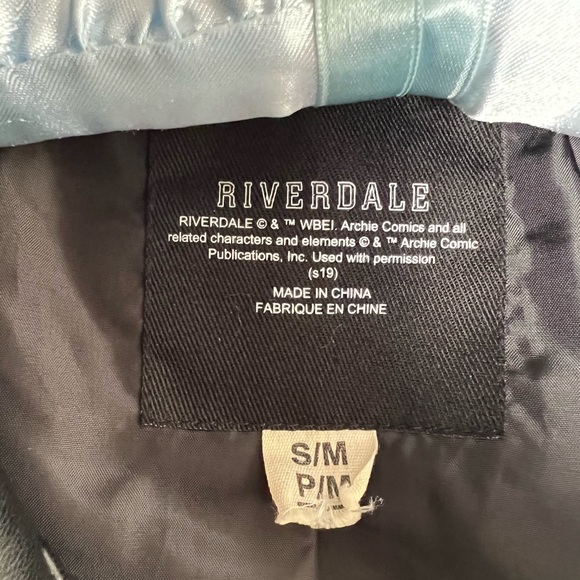 RIVERDALE
RIVERDALE © & ™ WBEI. Archie Comics and all
related characters and elements © & ™ Archie Comic
Publications, Inc. Used with permission
(s19)
MADE IN CHINA
FABRIQUE EN CHINE
S/M
P/M